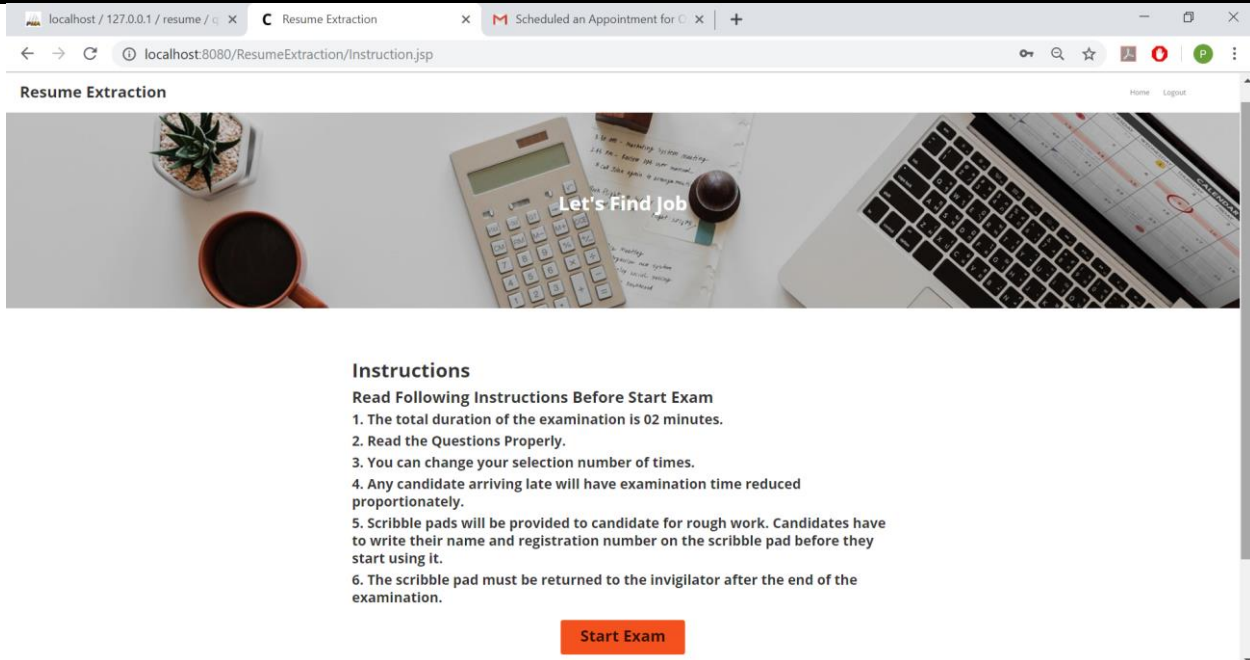 localhost / 127.0.0.1 / resume / q
Resume Extraction
Scheduled an Appointment for O
localhost:8080/ResumeExtraction/Instruction.jsp
P
Resume Extraction
Home Logout
Let's Find Job
CALENDAR
Instructions
Read Following Instructions Before Start Exam
1. The total duration of the examination is 02 minutes.
2. Read the Questions Properly.
3. You can change your selection number of times.
4. Any candidate arriving late will have examination time reduced
proportionately.
5. Scribble pads will be provided to candidate for rough work. Candidates have
to write their name and registration number on the scribble pad before they
start using it.
6. The scribble pad must be returned to the invigilator after the end of the
examination.
Start Exam